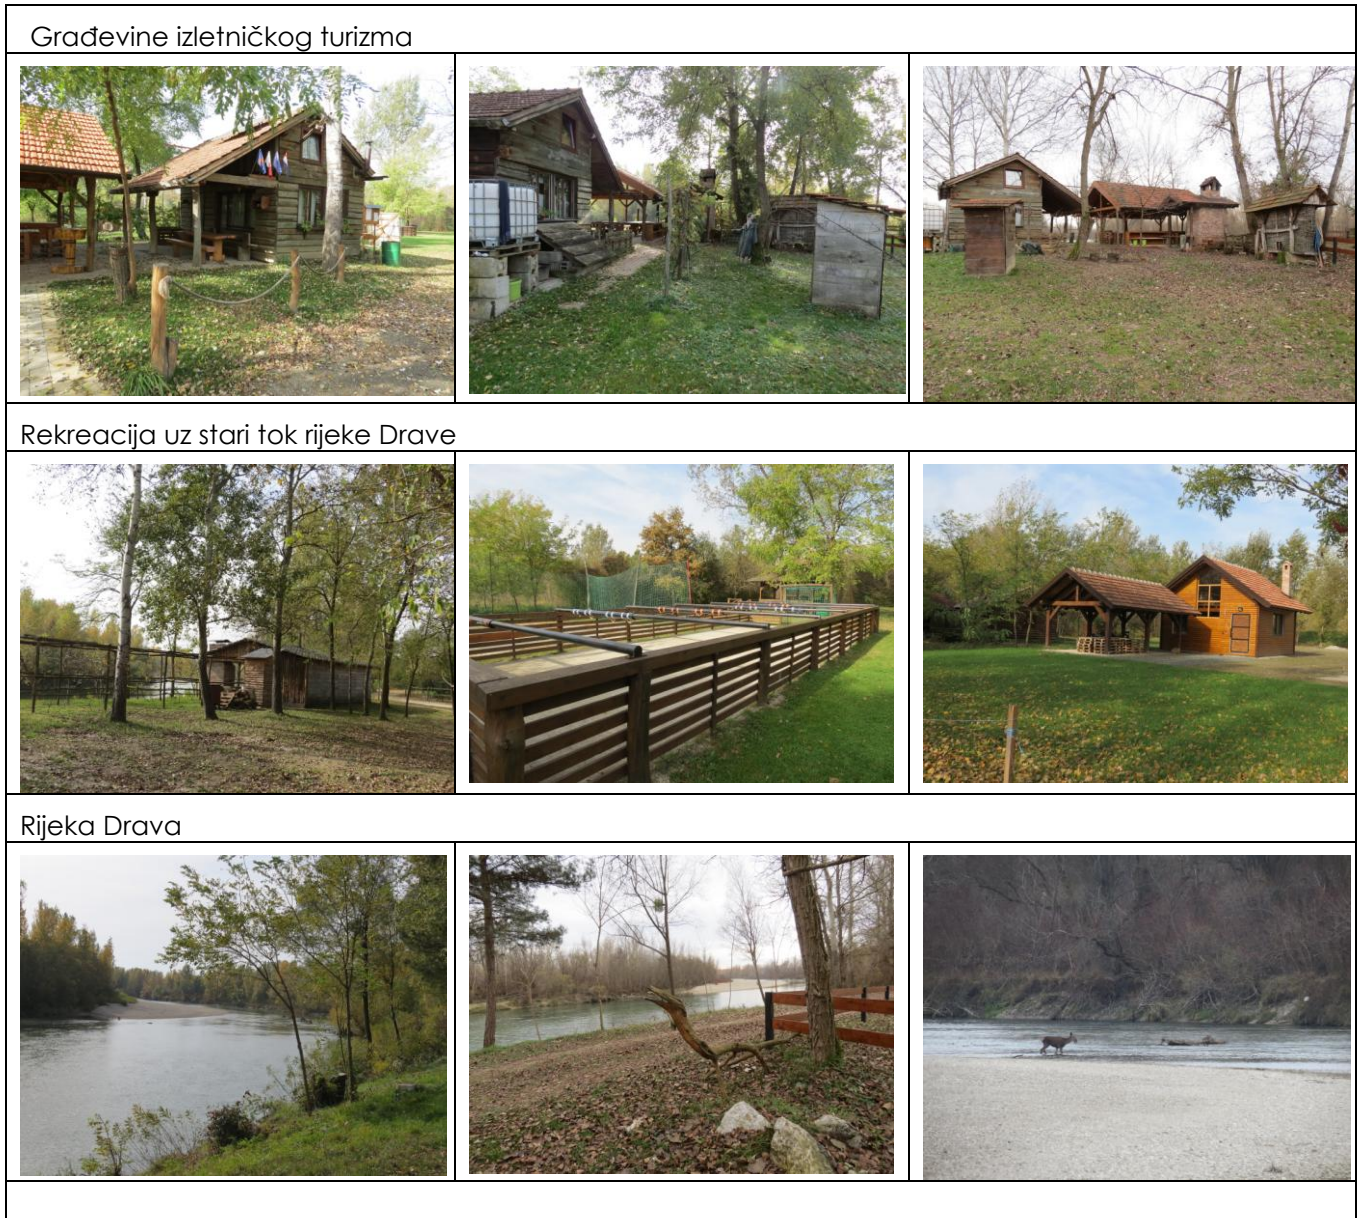 Građevine izletničkog turizma
Rekreacija uz stari tok rijeke Drave
Rijeka Drava